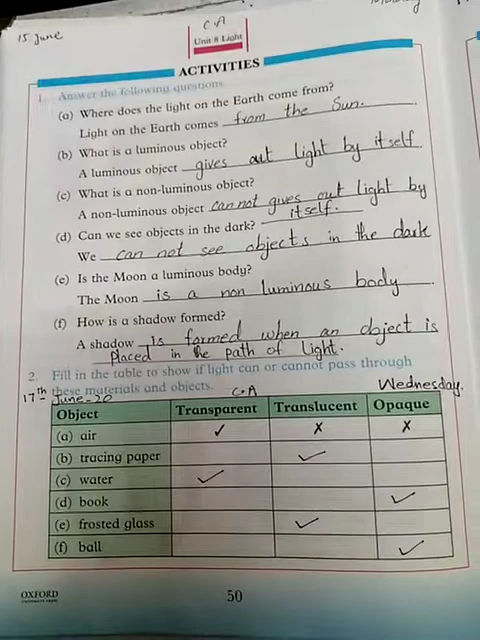 15 June
C.A
Unit 8 Light
ACTIVITIES
1. Answer the following questions.
(a) Where does the light on the Earth come from?
Light on the Earth comes from the Sun.
(b) What is a luminous object?
A luminous object gives out light by itself
(c) What is a non-luminous object?
A non-luminous object can not gives out light by
itself.
(d) Can we see objects in the dark?
We can not see objects in the dark
(e) Is the Moon a luminous body?
The Moon is a non luminous body
(f) How is a shadow formed?
A shadow is formed when an object is
placed in the path of light.
2. Fill in the table to show if light can or cannot pass through
these materials and objects.
17th June-20 C.A Wednesday.
Object Transparent Translucent Opaque
(a) air ✓ ✗ ✗
(b) tracing paper ✓
(c) water ✓
(d) book ✓
(e) frosted glass ✓
(f) ball ✓
OXFORD
UNIVERSITY PRESS
50